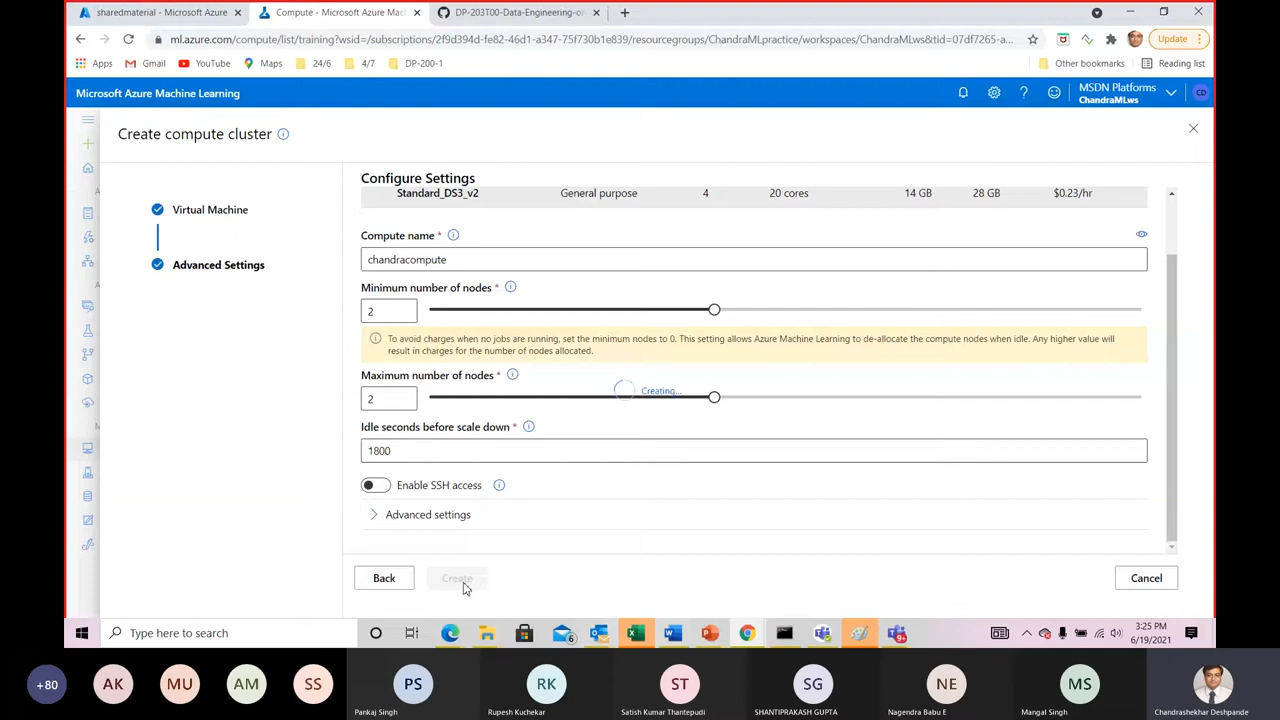 sharedmaterial - Microsoft Azure
Compute - Microsoft Azure Mac
DP-203T00-Data-Engineering-o
ml.azure.com/compute/list/training?wsid=/subscriptions/2f9d394d-fe82-46d1-a347-75f730b1e839/resourcegroups/ChandraMLpractice/workspaces/ChandraMLws&tid=07df7265-a...
Update
Apps
Gmail
YouTube
Maps
24/6
4/7
DP-200-1
Other bookmarks
Reading list
Microsoft Azure Machine Learning
MSDN Platforms
ChandraMLws
CD
Create compute cluster
Virtual Machine
Advanced Settings
Configure Settings
Standard_DS3_v2 General purpose 4 20 cores 14 GB 28 GB $0.23/hr
Compute name *
chandracompute
Minimum number of nodes *
2
To avoid charges when no jobs are running, set the minimum nodes to 0. This setting allows Azure Machine Learning to de-allocate the compute nodes when idle. Any higher value will
result in charges for the number of nodes allocated.
Maximum number of nodes *
2
Creating...
Idle seconds before scale down *
1800
Enable SSH access
Advanced settings
Back
Create
Cancel
Type here to search
6
9+
3:25 PM
6/19/2021
+80
AK
MU
AM
SS
PS
RK
ST
SG
NE
MS
Pankaj Singh
Rupesh Kuchekar
Satish Kumar Thantepudi
SHANTIPRAKASH GUPTA
Nagendra Babu E
Mangal Singh
Chandrashekhar Deshpande